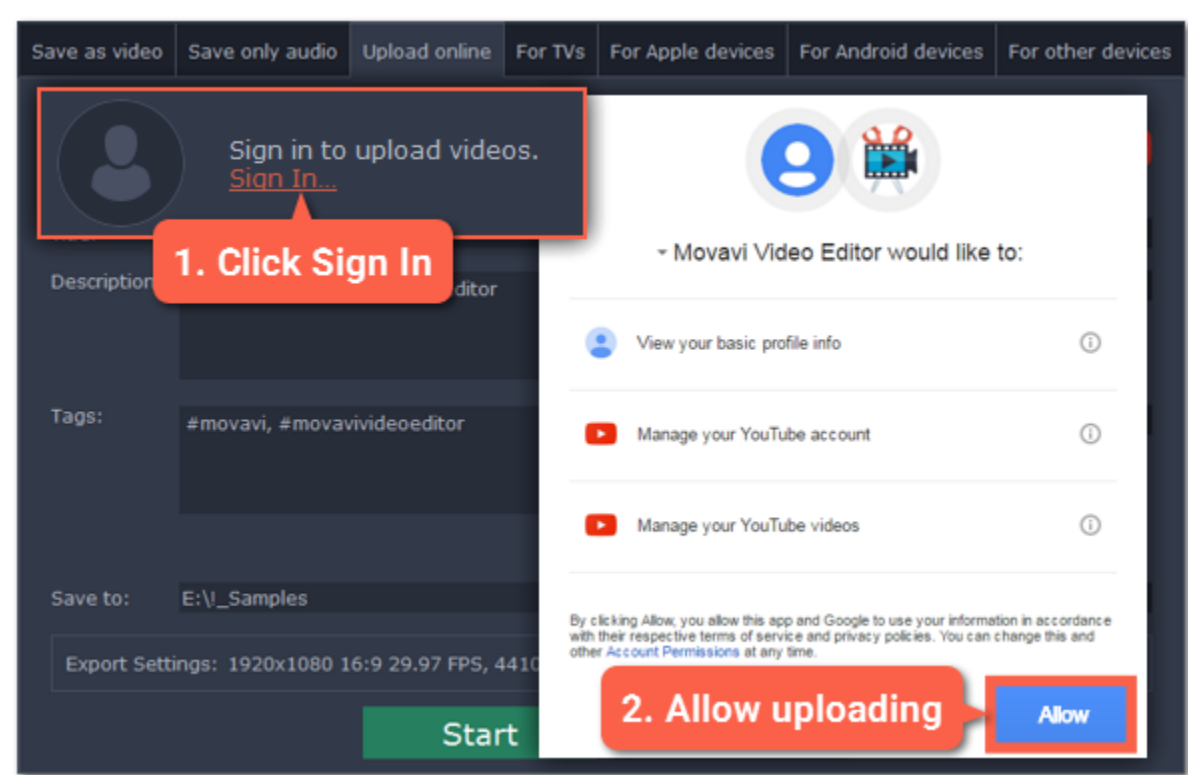 Save as video Save only audio Upload online For TVs For Apple devices For Android devices For other devices
Sign in to upload videos.
Sign In...
1. Click Sign In
Description
ditor
Tags:
#movavi, #movavivideoeditor
Save to:
E:\!_Samples
Export Settings: 1920x1080 16:9 29.97 FPS, 4410
Start
Movavi Video Editor would like to:
View your basic profile info
Manage your YouTube account
Manage your YouTube videos
By clicking Allow, you allow this app and Google to use your information in accordance
with their respective terms of service and privacy policies. You can change this and
other Account Permissions at any time.
2. Allow uploading
Allow